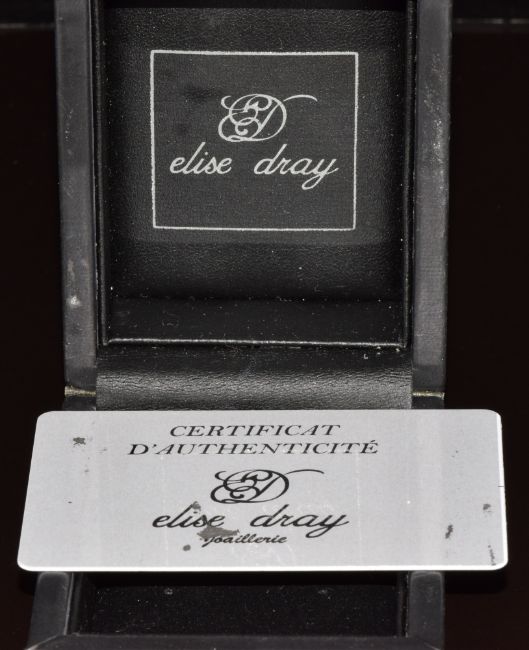 ED
elise dray
CERTIFICAT
D'AUTHENTICITÉ
ED
elise dray
joaillerie